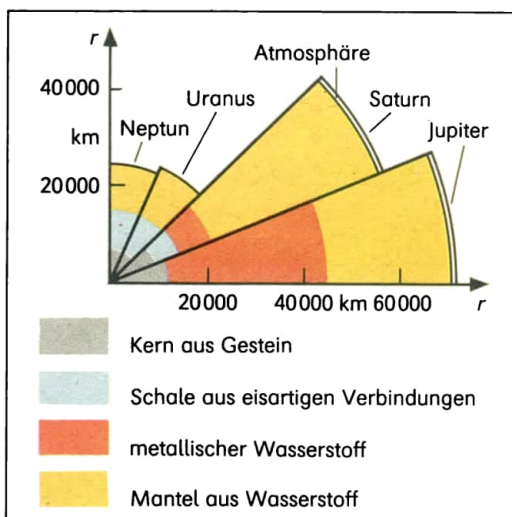 r
Atmosphäre
40000
Uranus
Saturn
km
Neptun
Jupiter
20000
20000 40000 km 60000 r
Kern aus Gestein
Schale aus eisartigen Verbindungen
metallischer Wasserstoff
Mantel aus Wasserstoff